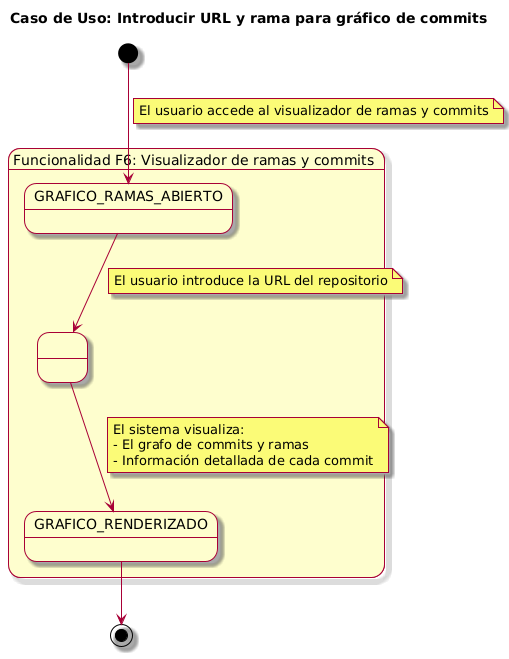 Caso de Uso: Introducir URL y rama para gráfico de commits
El usuario accede al visualizador de ramas y commits
Funcionalidad F6: Visualizador de ramas y commits
GRAFICO_RAMAS_ABIERTO
El usuario introduce la URL del repositorio
El sistema visualiza:
- El grafo de commits y ramas
- Información detallada de cada commit
GRAFICO_RENDERIZADO